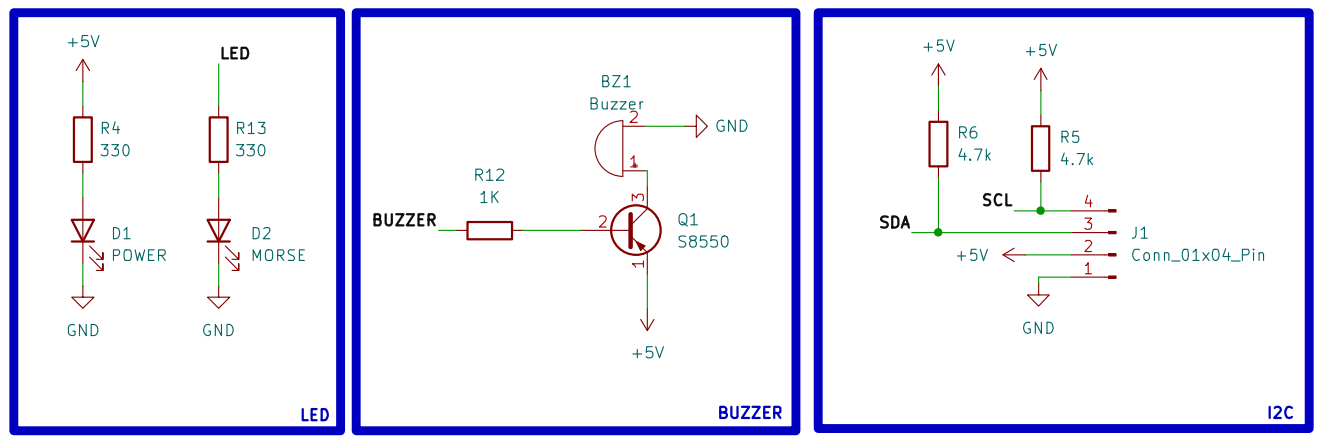 +5V
LED
R4
330
R13
330
D1
POWER
D2
MORSE
GND
GND
LED
BZ1
Buzzer
2
GND
1
R12
1K
BUZZER
3
2
Q1
S8550
1
+5V
BUZZER
+5V
+5V
R6
4.7k
R5
4.7k
SCL
4
SDA
3
J1
+5V
2
Conn_01x04_Pin
1
GND
I2C